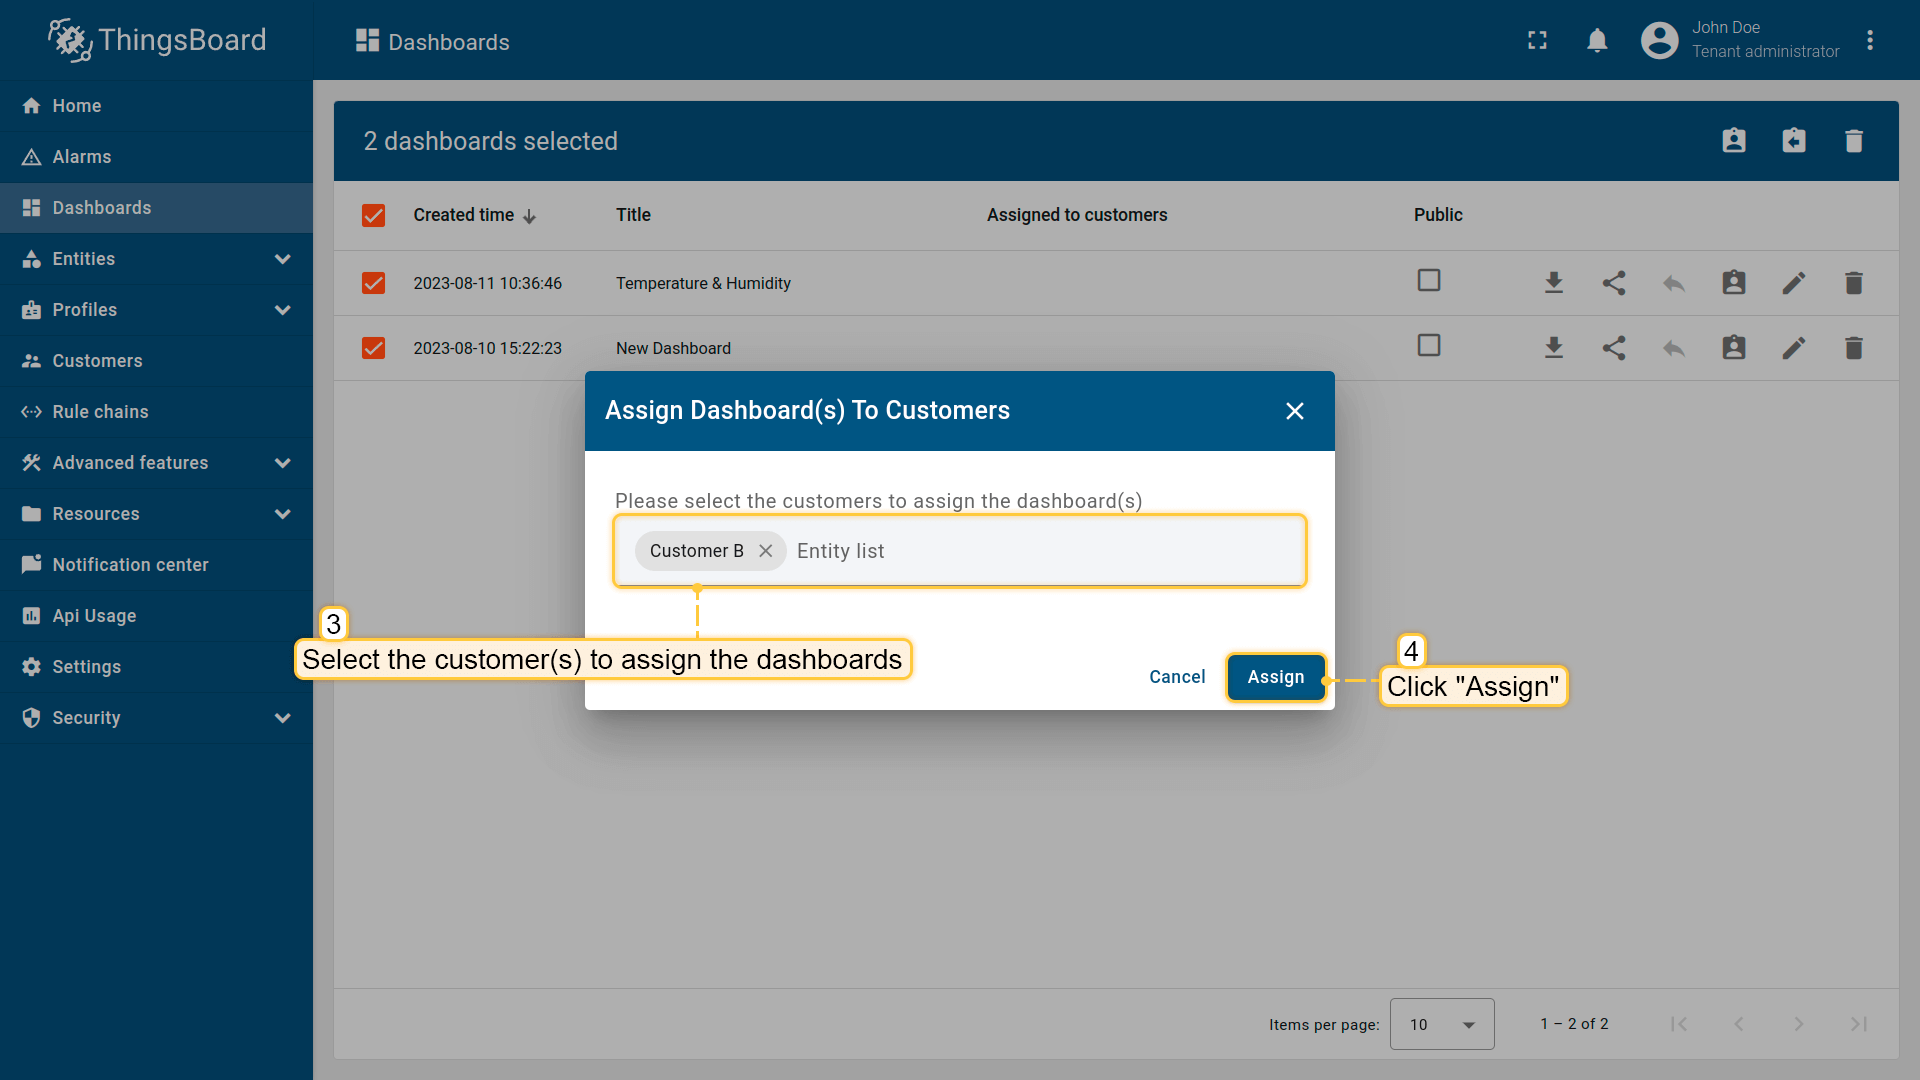 ThingsBoard
Dashboards
John Doe
Tenant administrator
Home
Alarms
Dashboards
Entities
Profiles
Customers
Rule chains
Advanced features
Resources
Notification center
Api Usage
Settings
Security
2 dashboards selected
Created time Title Assigned to customers Public
2023-08-11 10:36:46 Temperature & Humidity
2023-08-10 15:22:23 New Dashboard
Assign Dashboard(s) To Customers
Please select the customers to assign the dashboard(s)
Customer B Entity list
3
Select the customer(s) to assign the dashboards
Cancel Assign
4
Click "Assign"
Items per page: 10 1 – 2 of 2